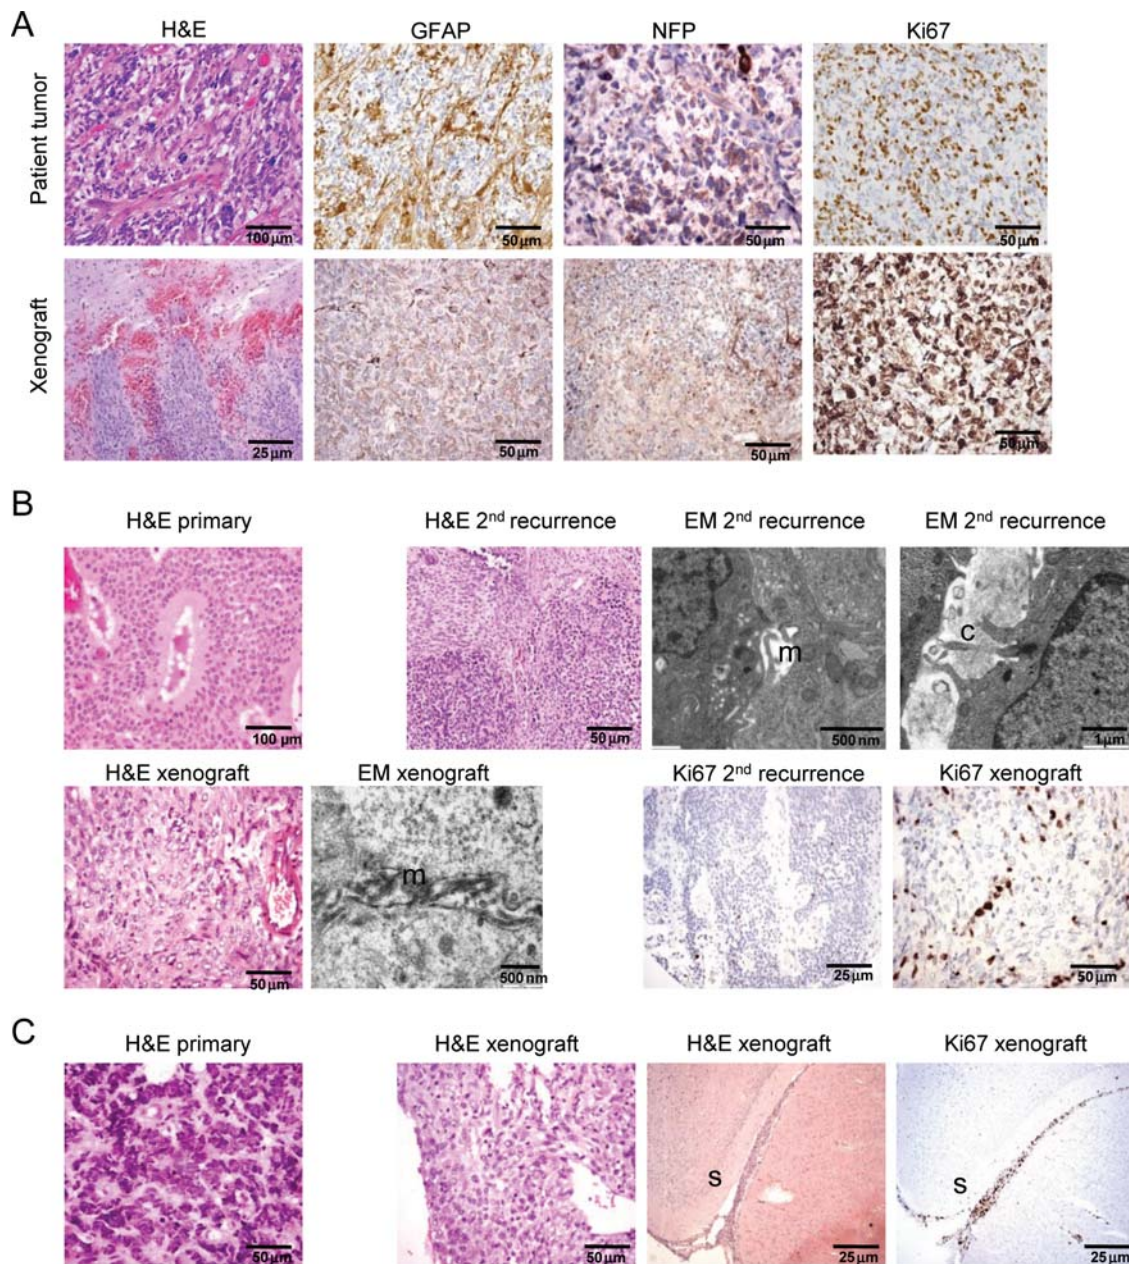 A
H&E GFAP NFP Ki67
Patient tumor
100 µm 50 µm 50 µm 50 µm
Xenograft
25 µm 50 µm 50 µm 50 µm
B
H&E primary H&E 2nd recurrence EM 2nd recurrence EM 2nd recurrence
m c
100 µm 50 µm 500 nm 1 µm
H&E xenograft EM xenograft Ki67 2nd recurrence Ki67 xenograft
m
50 µm 500 nm 25 µm 50 µm
C
H&E primary H&E xenograft H&E xenograft Ki67 xenograft
s s
50 µm 50 µm 25 µm 25 µm